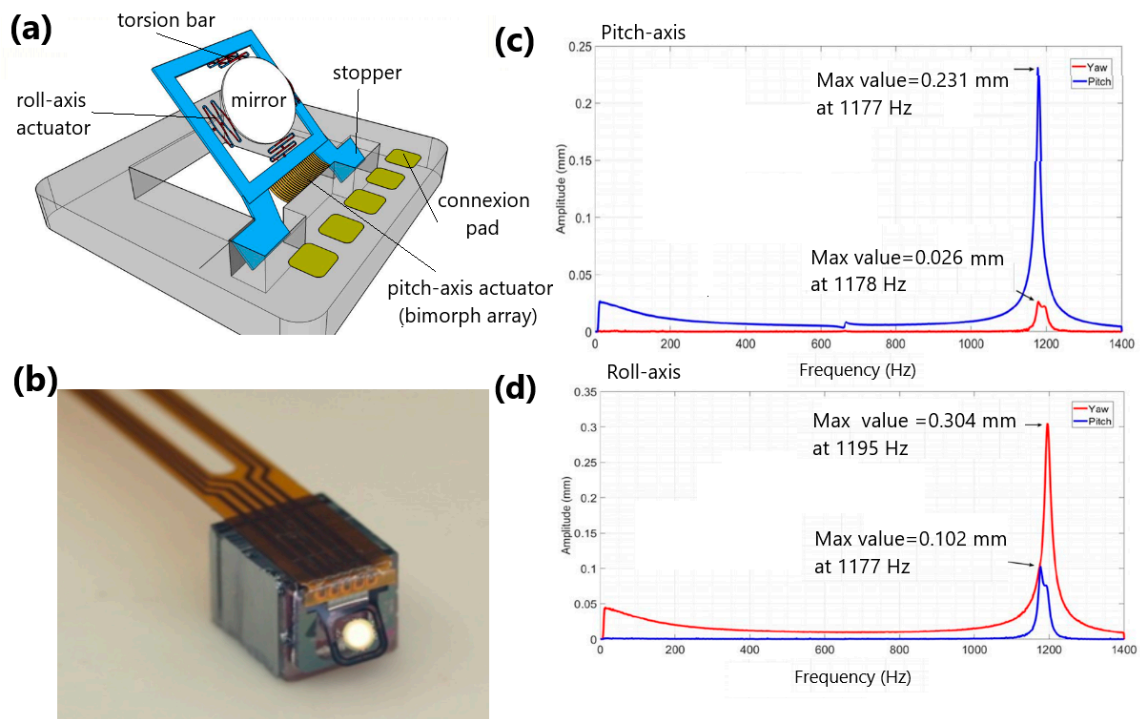 (a)
torsion bar
roll-axis
actuator
mirror
stopper
connexion
pad
pitch-axis actuator
(bimorph array)
(b)
(c)
Pitch-axis
0.25
0.2
0.15
0.1
0.05
0
Amplitude (mm)
Max value=0.231 mm
at 1177 Hz
Max value=0.026 mm
at 1178 Hz
Yaw
Pitch
0 200 400 600 800 1000 1200 1400
Frequency (Hz)
(d)
Roll-axis
0.35
0.3
0.25
0.2
0.15
0.1
0.05
0
Amplitude (mm)
Max value =0.304 mm
at 1195 Hz
Max value=0.102 mm
at 1177 Hz
Yaw
Pitch
0 200 400 600 800 1000 1200 1400
Frequency (Hz)